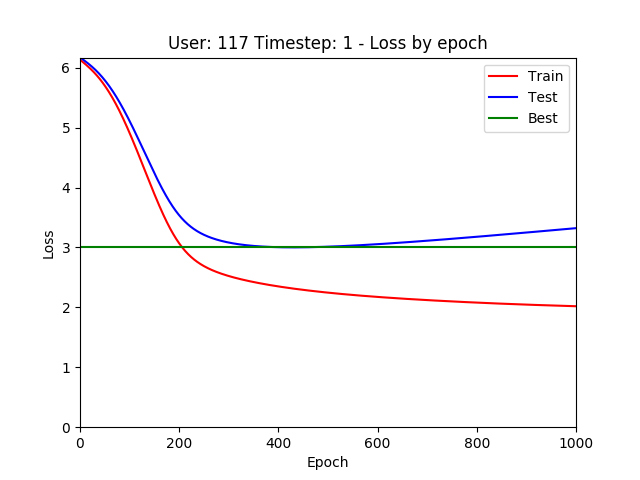 User: 117 Timestep: 1 - Loss by epoch
Train
Test
Best
Loss
6
5
4
3
2
1
0
0 200 400 600 800 1000
Epoch